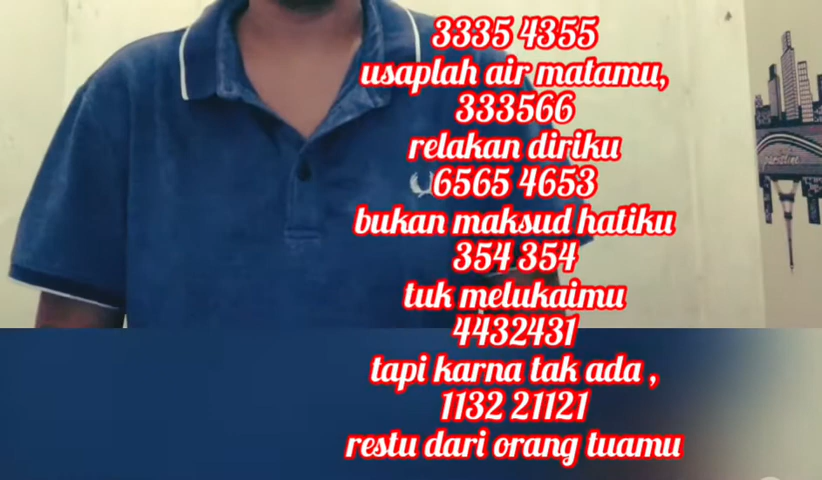 3335 4355
usaplah air matamu,
333566
relakan diriku
6565 4653
bukan maksud hatiku
354 354
tuk melukaimu
4432431
tapi karna tak ada ,
1132 21121
restu dari orang tuamu